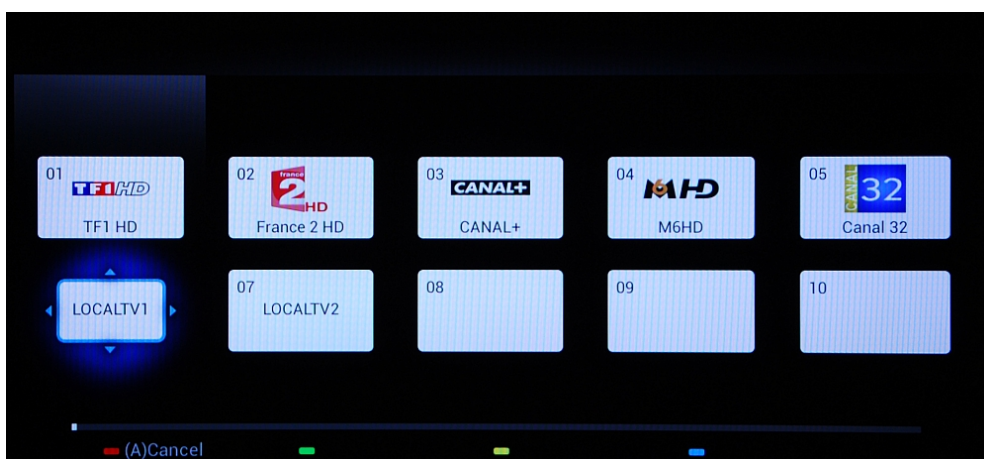 01
TF1 HD
TF1 HD
02
france
2
HD
France 2 HD
03
CANAL+
CANAL+
04
M6 HD
M6HD
05
CANAL
32
Canal 32
LOCALTV1
07
LOCALTV2
08
09
10
(A)Cancel